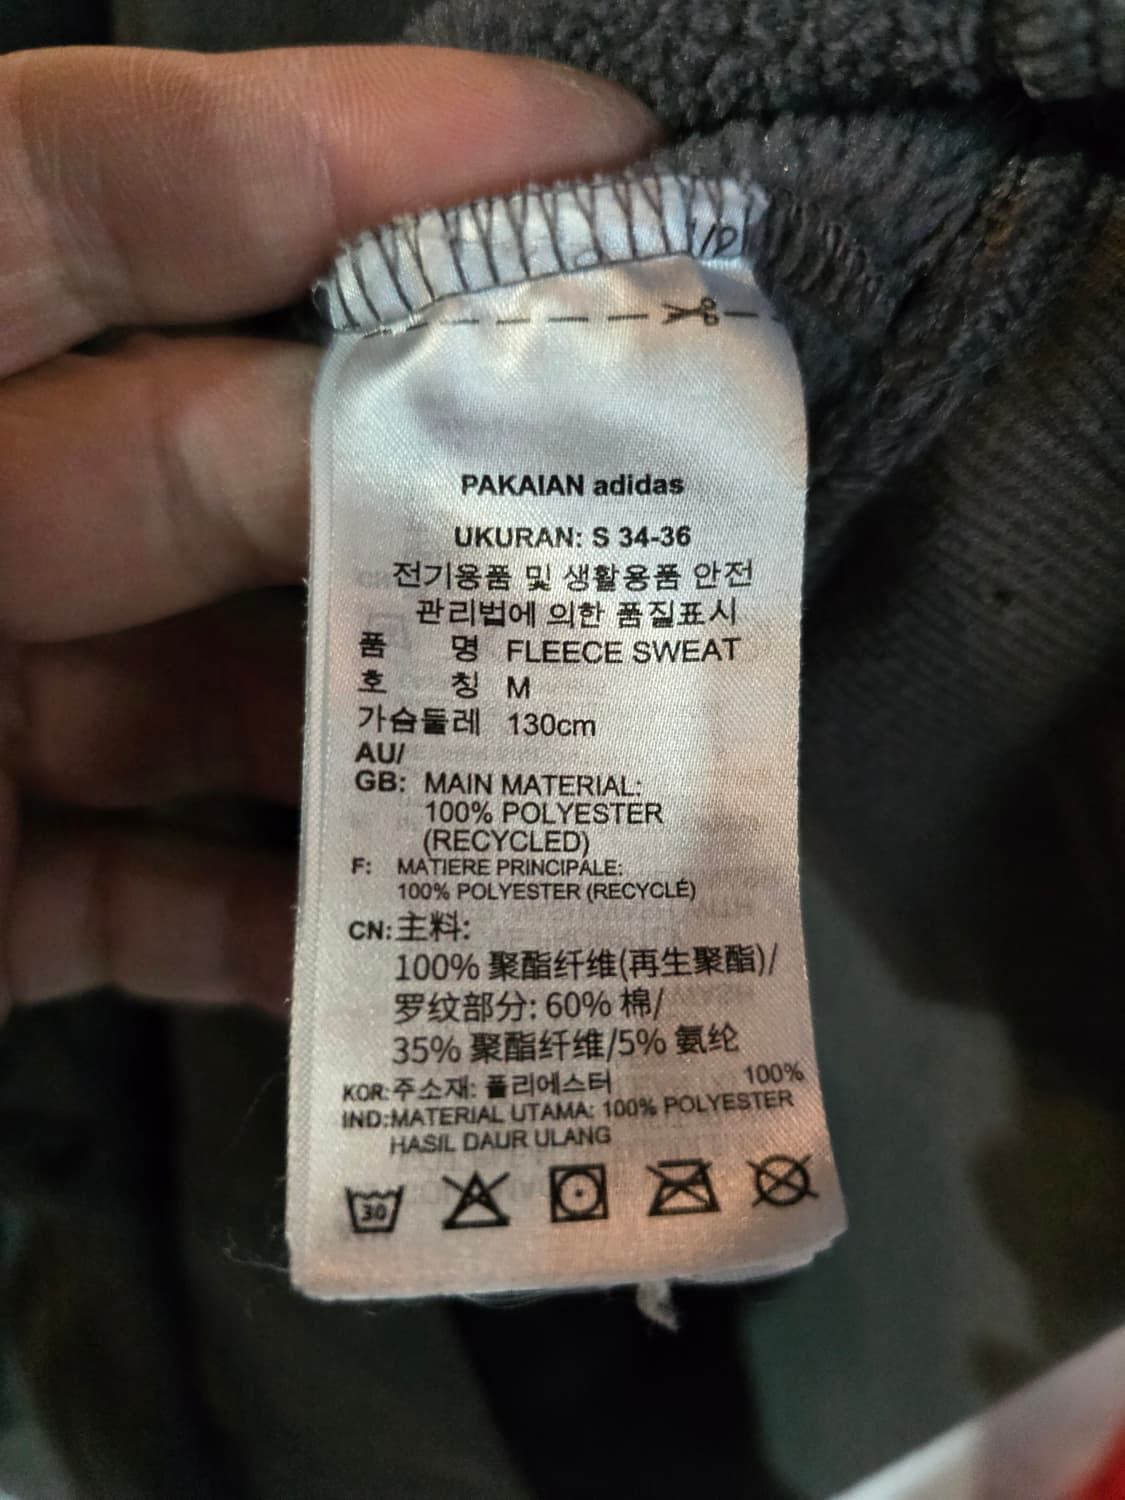 PAKAIAN adidas
UKURAN: S 34-36
전기용품 및 생활용품 안전
관리법에 의한 품질표시
품 명 FLEECE SWEAT
호 칭 M
가슴둘레 130cm
AU/
GB: MAIN MATERIAL:
100% POLYESTER
(RECYCLED)
F: MATIERE PRINCIPALE:
100% POLYESTER (RECYCLÉ)
CN:主料:
100% 聚酯纤维(再生聚酯)/
罗纹部分: 60% 棉/
35% 聚酯纤维/5% 氨纶
KOR:주소재: 폴리에스터 100%
IND:MATERIAL UTAMA: 100% POLYESTER
HASIL DAUR ULANG
30